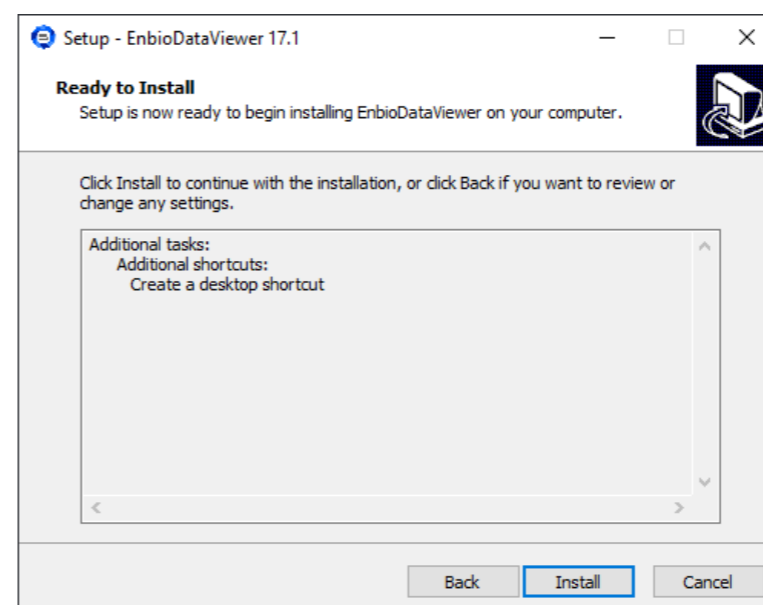 Setup - EnbioDataViewer 17.1
Ready to Install
Setup is now ready to begin installing EnbioDataViewer on your computer.
Click Install to continue with the installation, or click Back if you want to review or
change any settings.
Additional tasks:
Additional shortcuts:
Create a desktop shortcut
Back
Install
Cancel